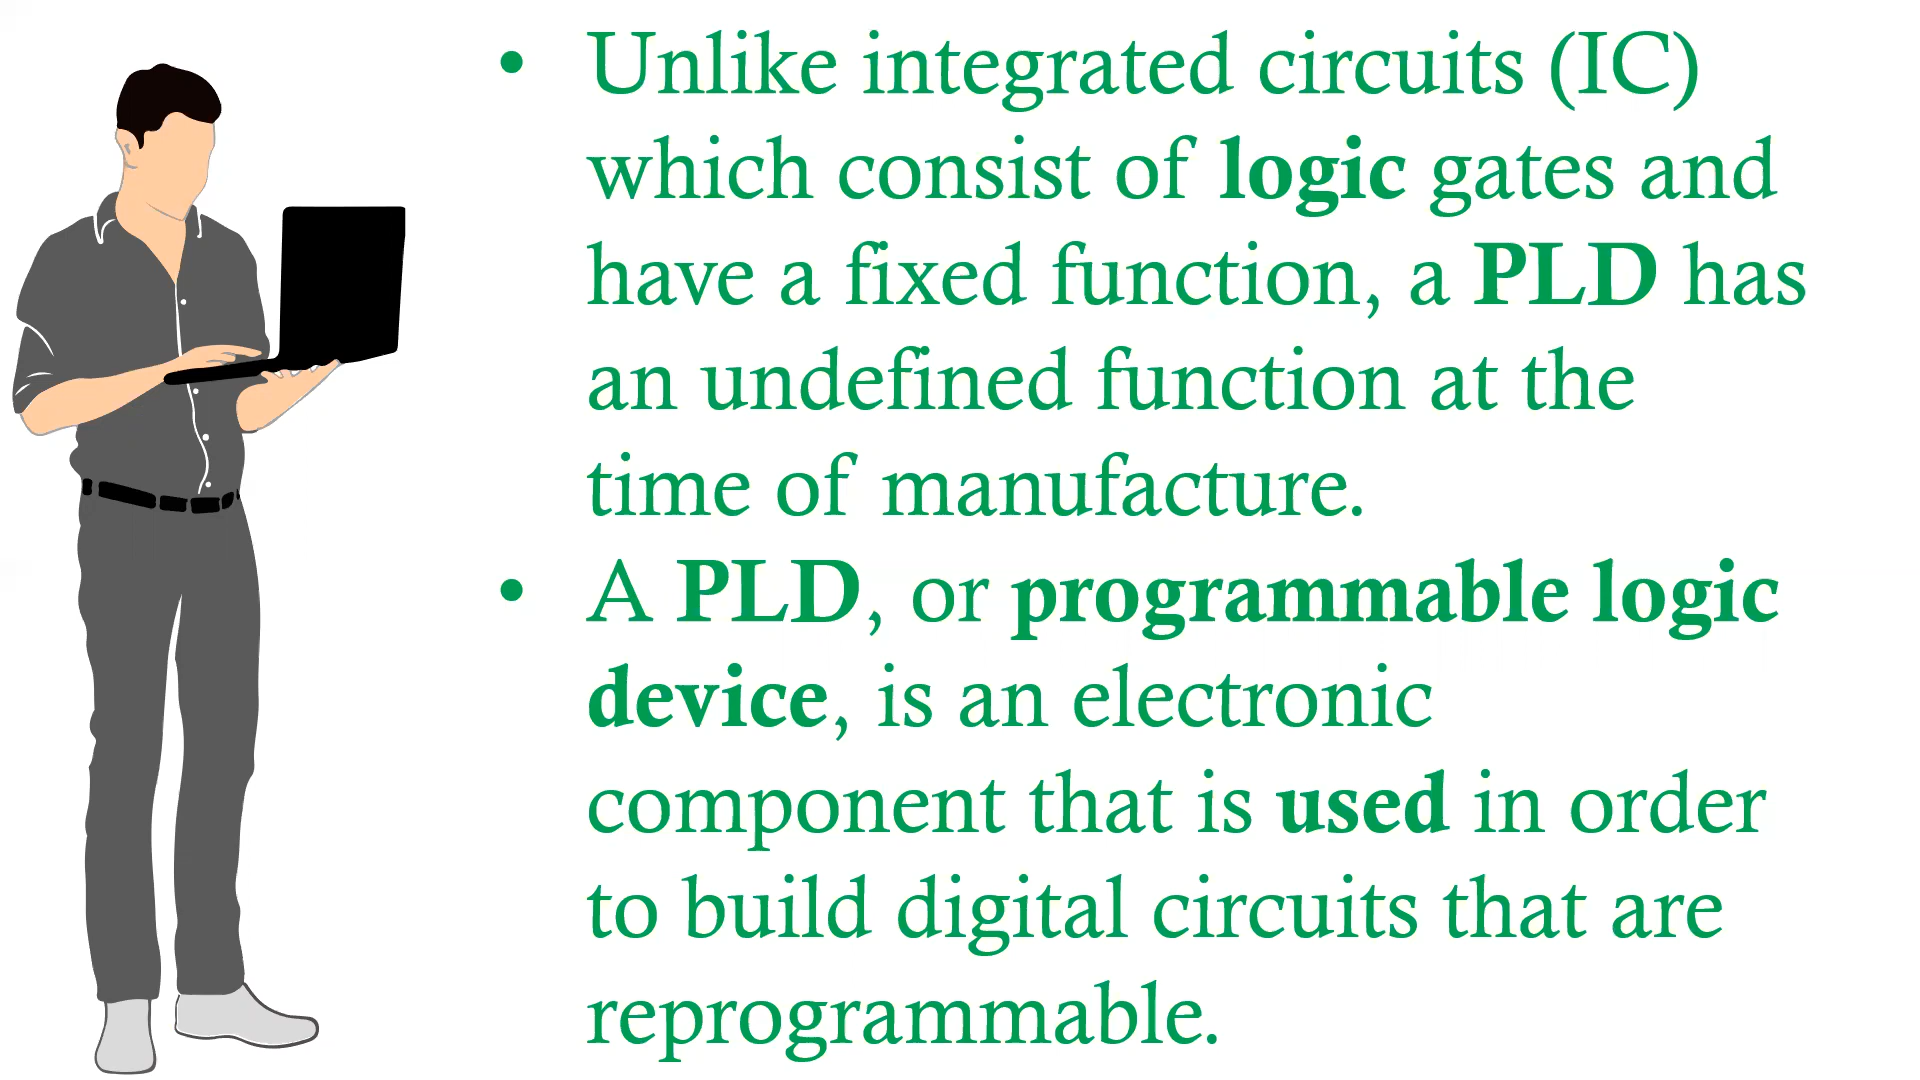 • Unlike integrated circuits (IC)
which consist of logic gates and
have a fixed function, a PLD has
an undefined function at the
time of manufacture.
• A PLD, or programmable logic
device, is an electronic
component that is used in order
to build digital circuits that are
reprogrammable.